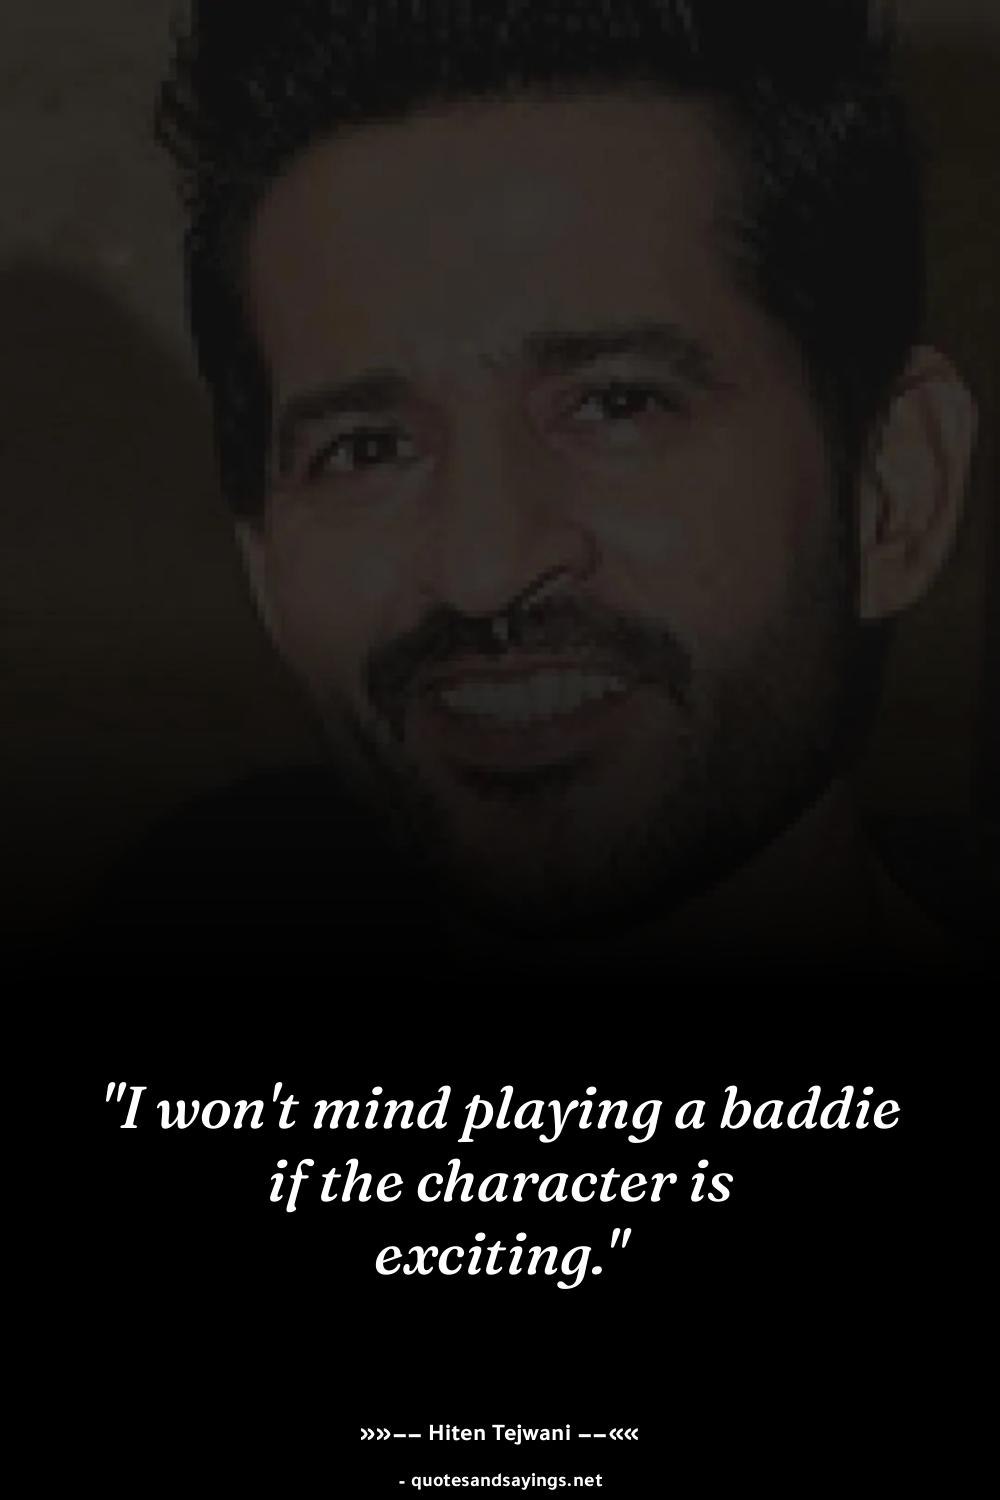 "I won't mind playing a baddie
if the character is
exciting."
»»−− Hiten Tejwani −−««
- quotesandsayings.net